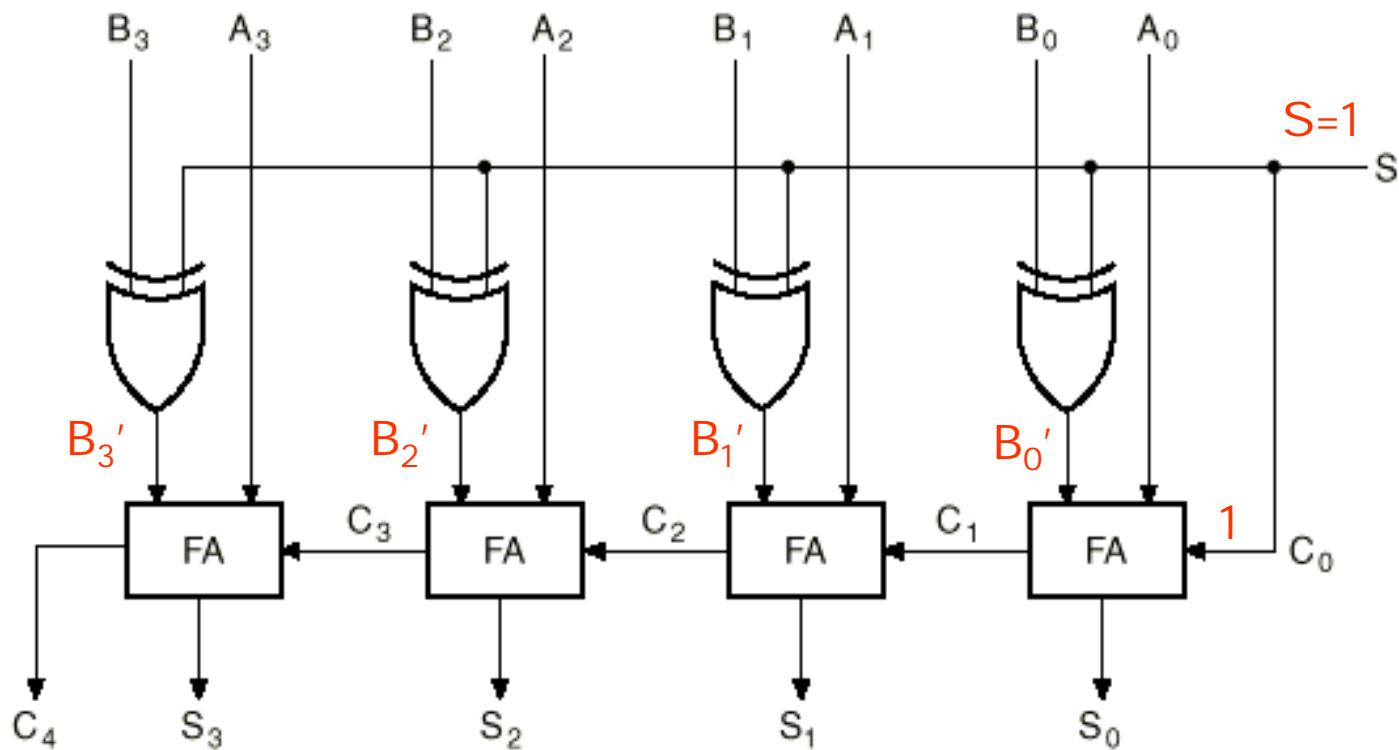 B₃ A₃ B₂ A₂ B₁ A₁ B₀ A₀
S=1
S
B₃′ B₂′ B₁′ B₀′
FA C₃ FA C₂ FA C₁ FA 1 C₀
C₄ S₃ S₂ S₁ S₀